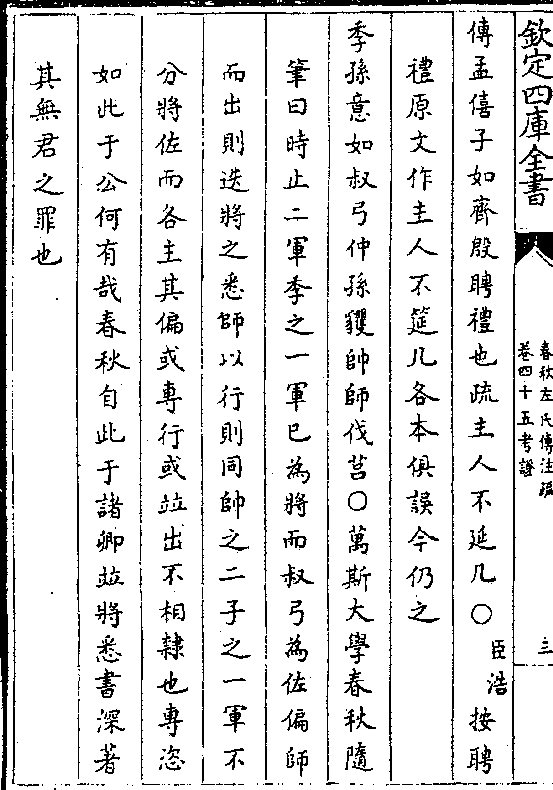 欽定四庫全書
春秋左氏傳注疏
卷四十五考證
三
傳孟僖子如齊殷聘禮也疏主人不延几〇臣浩按聘
禮原文作主人不筵几各本俱誤今仍之
季孫意如叔弓仲孫貜帥師伐莒〇萬斯大學春秋隨
筆曰時止二軍季之一軍已為將而叔弓為佐偏師
而出則迭將之悉師以行則同帥之二子之一軍不
分將佐而各主其偏或専行或竝出不相隸也専恣
如此于公何有哉春秋自此于諸卿竝將悉書深著
其無君之罪也